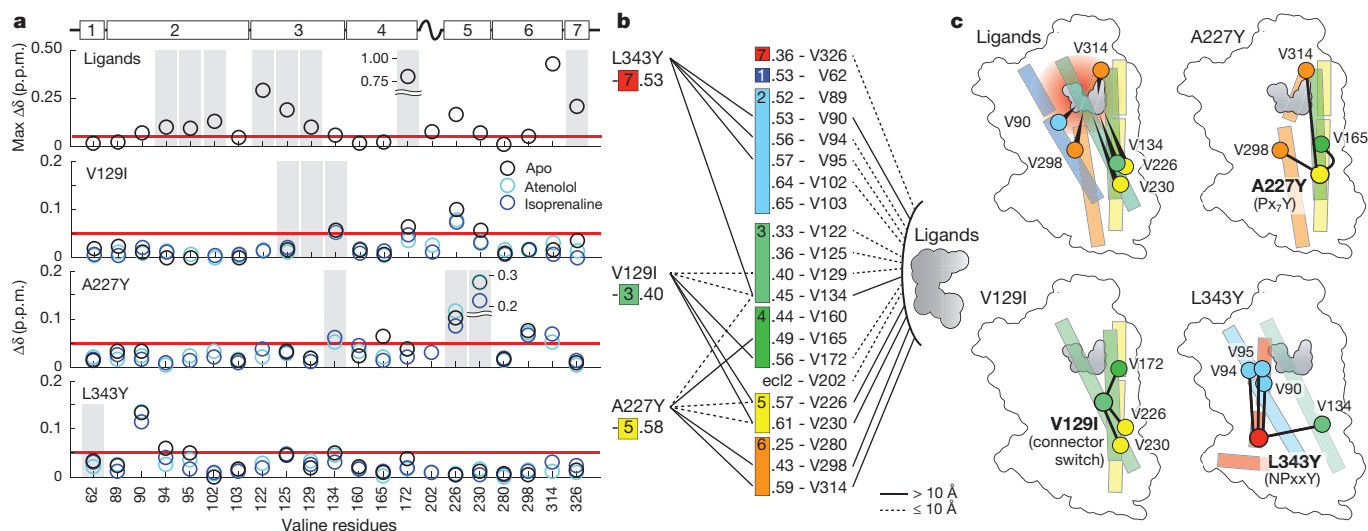 a
1 2 3 4 5 6 7
Max Δδ (p.p.m.)
0.50
0.25
0
Ligands
1.00
0.75
0.2
0.1
0
V129I
Apo
Atenolol
Isoprenaline
Δδ (p.p.m.)
0.2
0.1
0
A227Y
0.3
0.2
0.2
0.1
0
L343Y
62 89 90 94 95 102 103 122 125 129 134 160 165 172 202 226 230 280 298 314 326
Valine residues
b
L343Y
-7.53
V129I
-3.40
A227Y
-5.58
7.36 - V326
1.53 - V62
2.52 - V89
.53 - V90
.56 - V94
.57 - V95
.64 - V102
.65 - V103
3.33 - V122
.36 - V125
.40 - V129
.45 - V134
4.44 - V160
.49 - V165
.56 - V172
ecl2 - V202
5.57 - V226
.61 - V230
6.25 - V280
.43 - V298
.59 - V314
Ligands
> 10 Å
≤ 10 Å
c
Ligands
V314
V90
V298
V134
V226
V230
A227Y
V314
V165
V298
A227Y
(Px₇Y)
V129I
V172
V129I
(connector
switch)
V226
V230
L343Y
V95
V94
V90
V134
L343Y
(NPxxY)